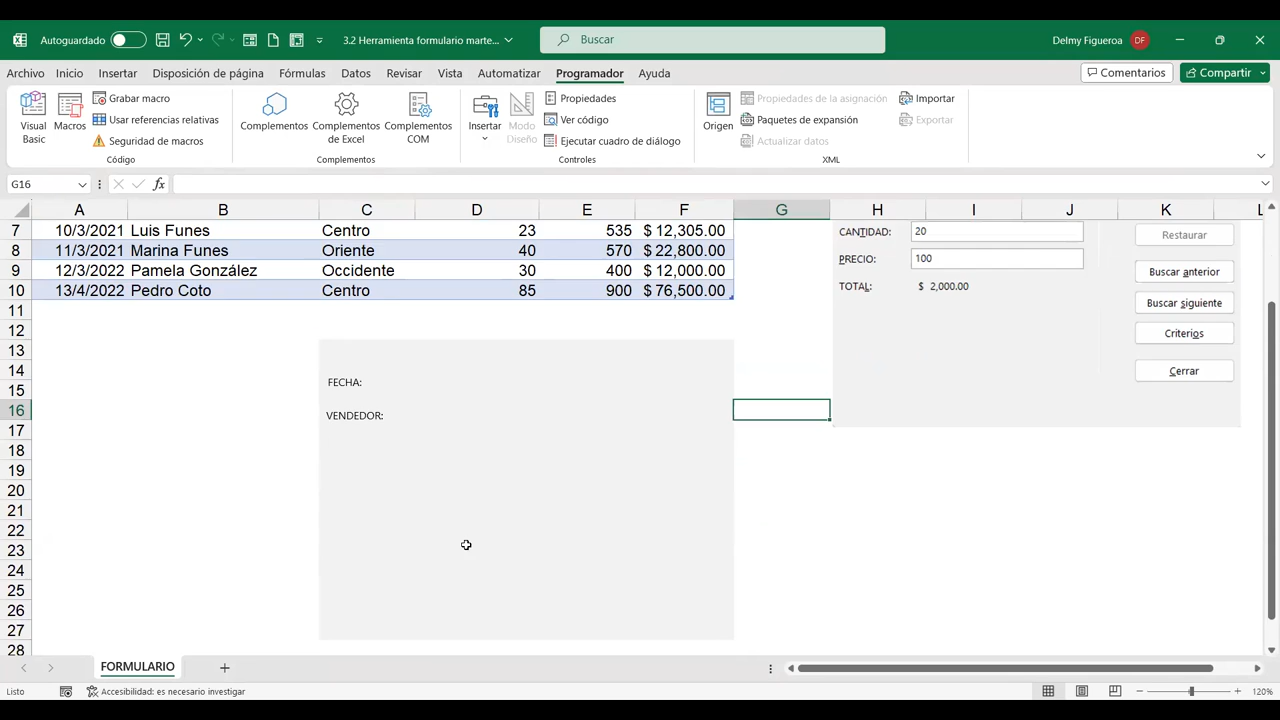 Autoguardado
3.2 Herramienta formulario marte...
Buscar
Delmy Figueroa DF
Archivo Inicio Insertar Disposición de página Fórmulas Datos Revisar Vista Automatizar Programador Ayuda
Comentarios Compartir
Visual Basic
Macros
Grabar macro
Usar referencias relativas
Seguridad de macros
Código
Complementos
Complementos de Excel
Complementos COM
Complementos
Insertar
Modo Diseño
Propiedades
Ver código
Ejecutar cuadro de diálogo
Controles
Origen
Propiedades de la asignación
Paquetes de expansión
Actualizar datos
Importar
Exportar
XML
G16
fx
A B C D E F G H I J K L
7 10/3/2021 Luis Funes Centro 23 535 $ 12,305.00
8 11/3/2021 Marina Funes Oriente 40 570 $ 22,800.00
9 12/3/2022 Pamela González Occidente 30 400 $ 12,000.00
10 13/4/2022 Pedro Coto Centro 85 900 $ 76,500.00
11
12
13
14
15
16
17
18
19
20
21
22
23
24
25
26
27
28
CANTIDAD: 20
PRECIO: 100
TOTAL: $ 2,000.00
Restaurar
Buscar anterior
Buscar siguiente
Criterios
Cerrar
FECHA:
VENDEDOR:
FORMULARIO
Listo
Accesibilidad: es necesario investigar
120%